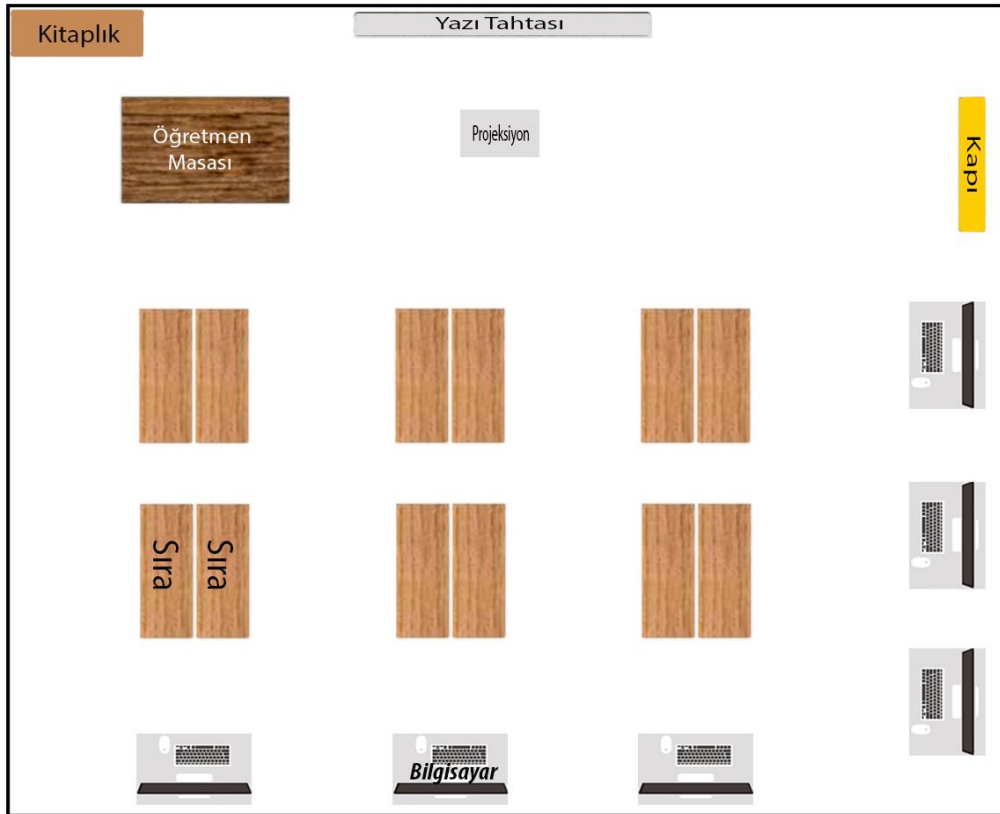 Kitaplık
Yazı Tahtası
Öğretmen
Masası
Projeksiyon
Kapı
Sıra
Sıra
Bilgisayar